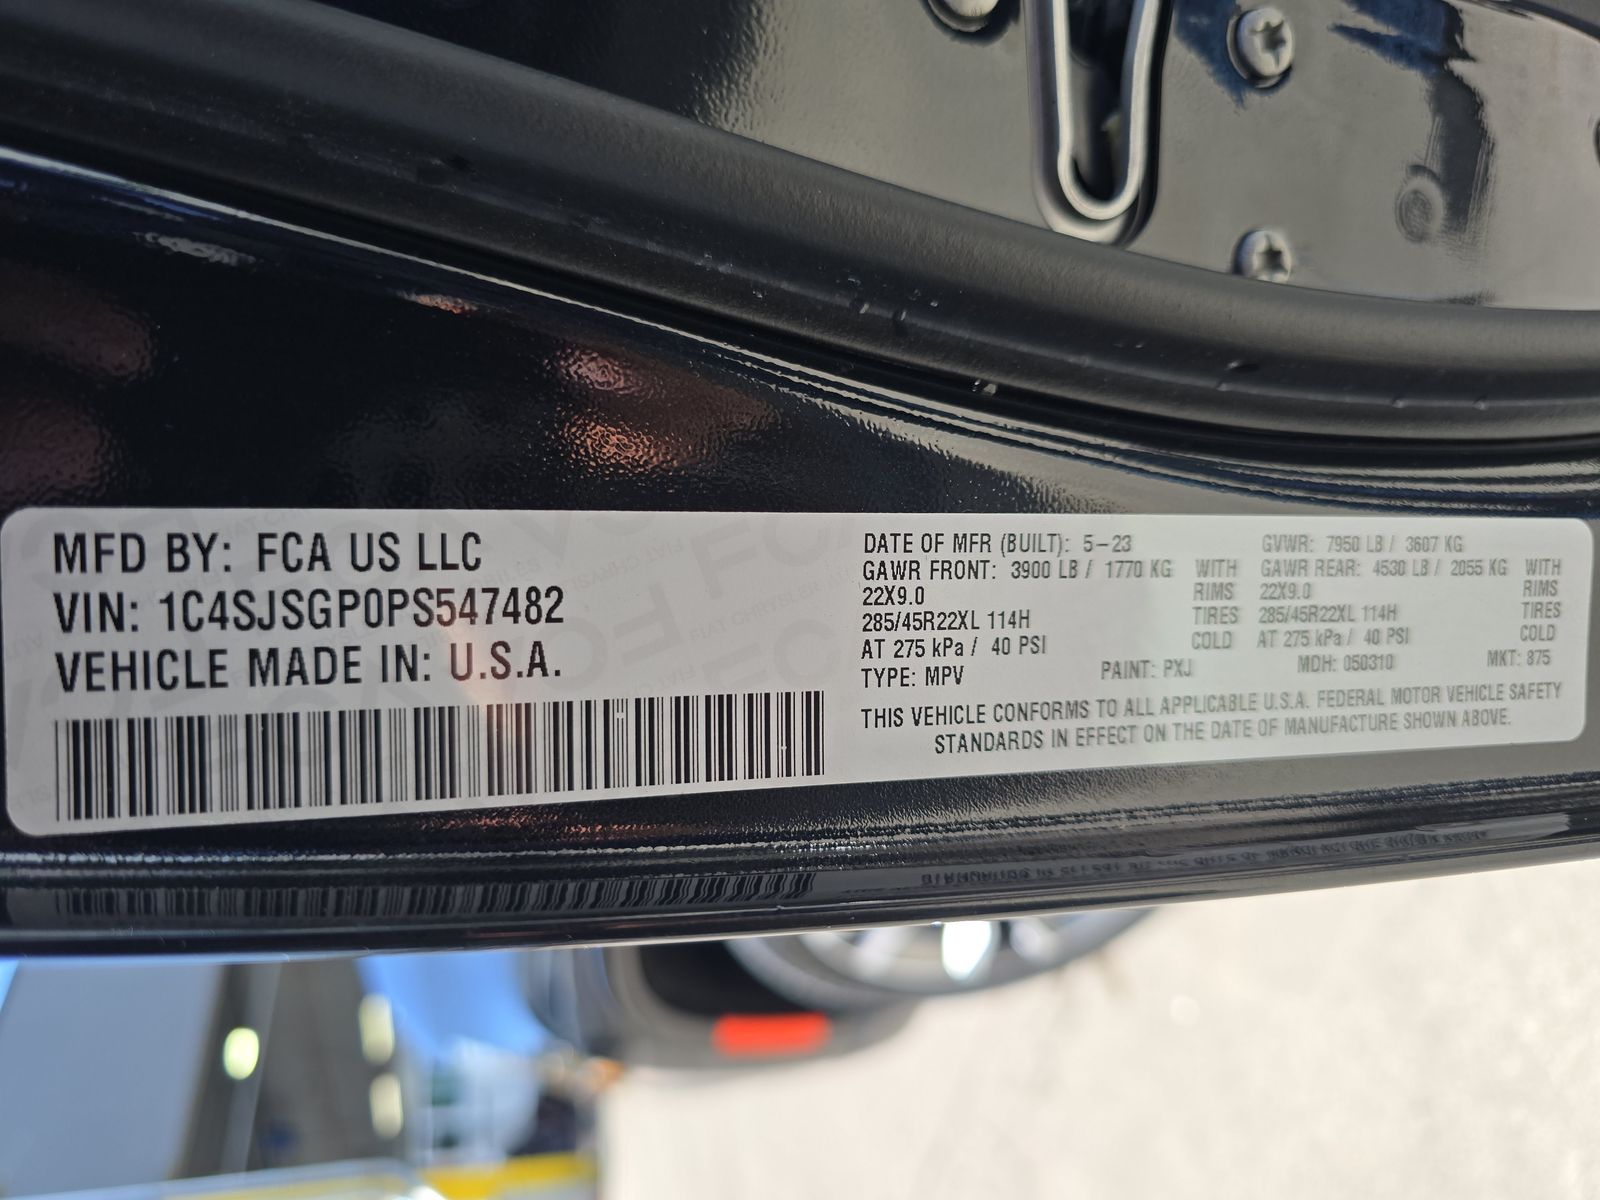 MFD BY: FCA US LLC
VIN: 1C4SJSGP0PS547482
VEHICLE MADE IN: U.S.A.
DATE OF MFR (BUILT): 5-23 GVWR: 7950 LB / 3607 KG
GAWR FRONT: 3900 LB / 1770 KG WITH GAWR REAR: 4530 LB / 2055 KG WITH
22X9.0 RIMS 22X9.0 RIMS
285/45R22XL 114H TIRES 285/45R22XL 114H TIRES
AT 275 kPa / 40 PSI COLD AT 275 kPa / 40 PSI COLD
TYPE: MPV PAINT: PXJ MDH: 050310 MKT: 875
THIS VEHICLE CONFORMS TO ALL APPLICABLE U.S.A. FEDERAL MOTOR VEHICLE SAFETY
STANDARDS IN EFFECT ON THE DATE OF MANUFACTURE SHOWN ABOVE.